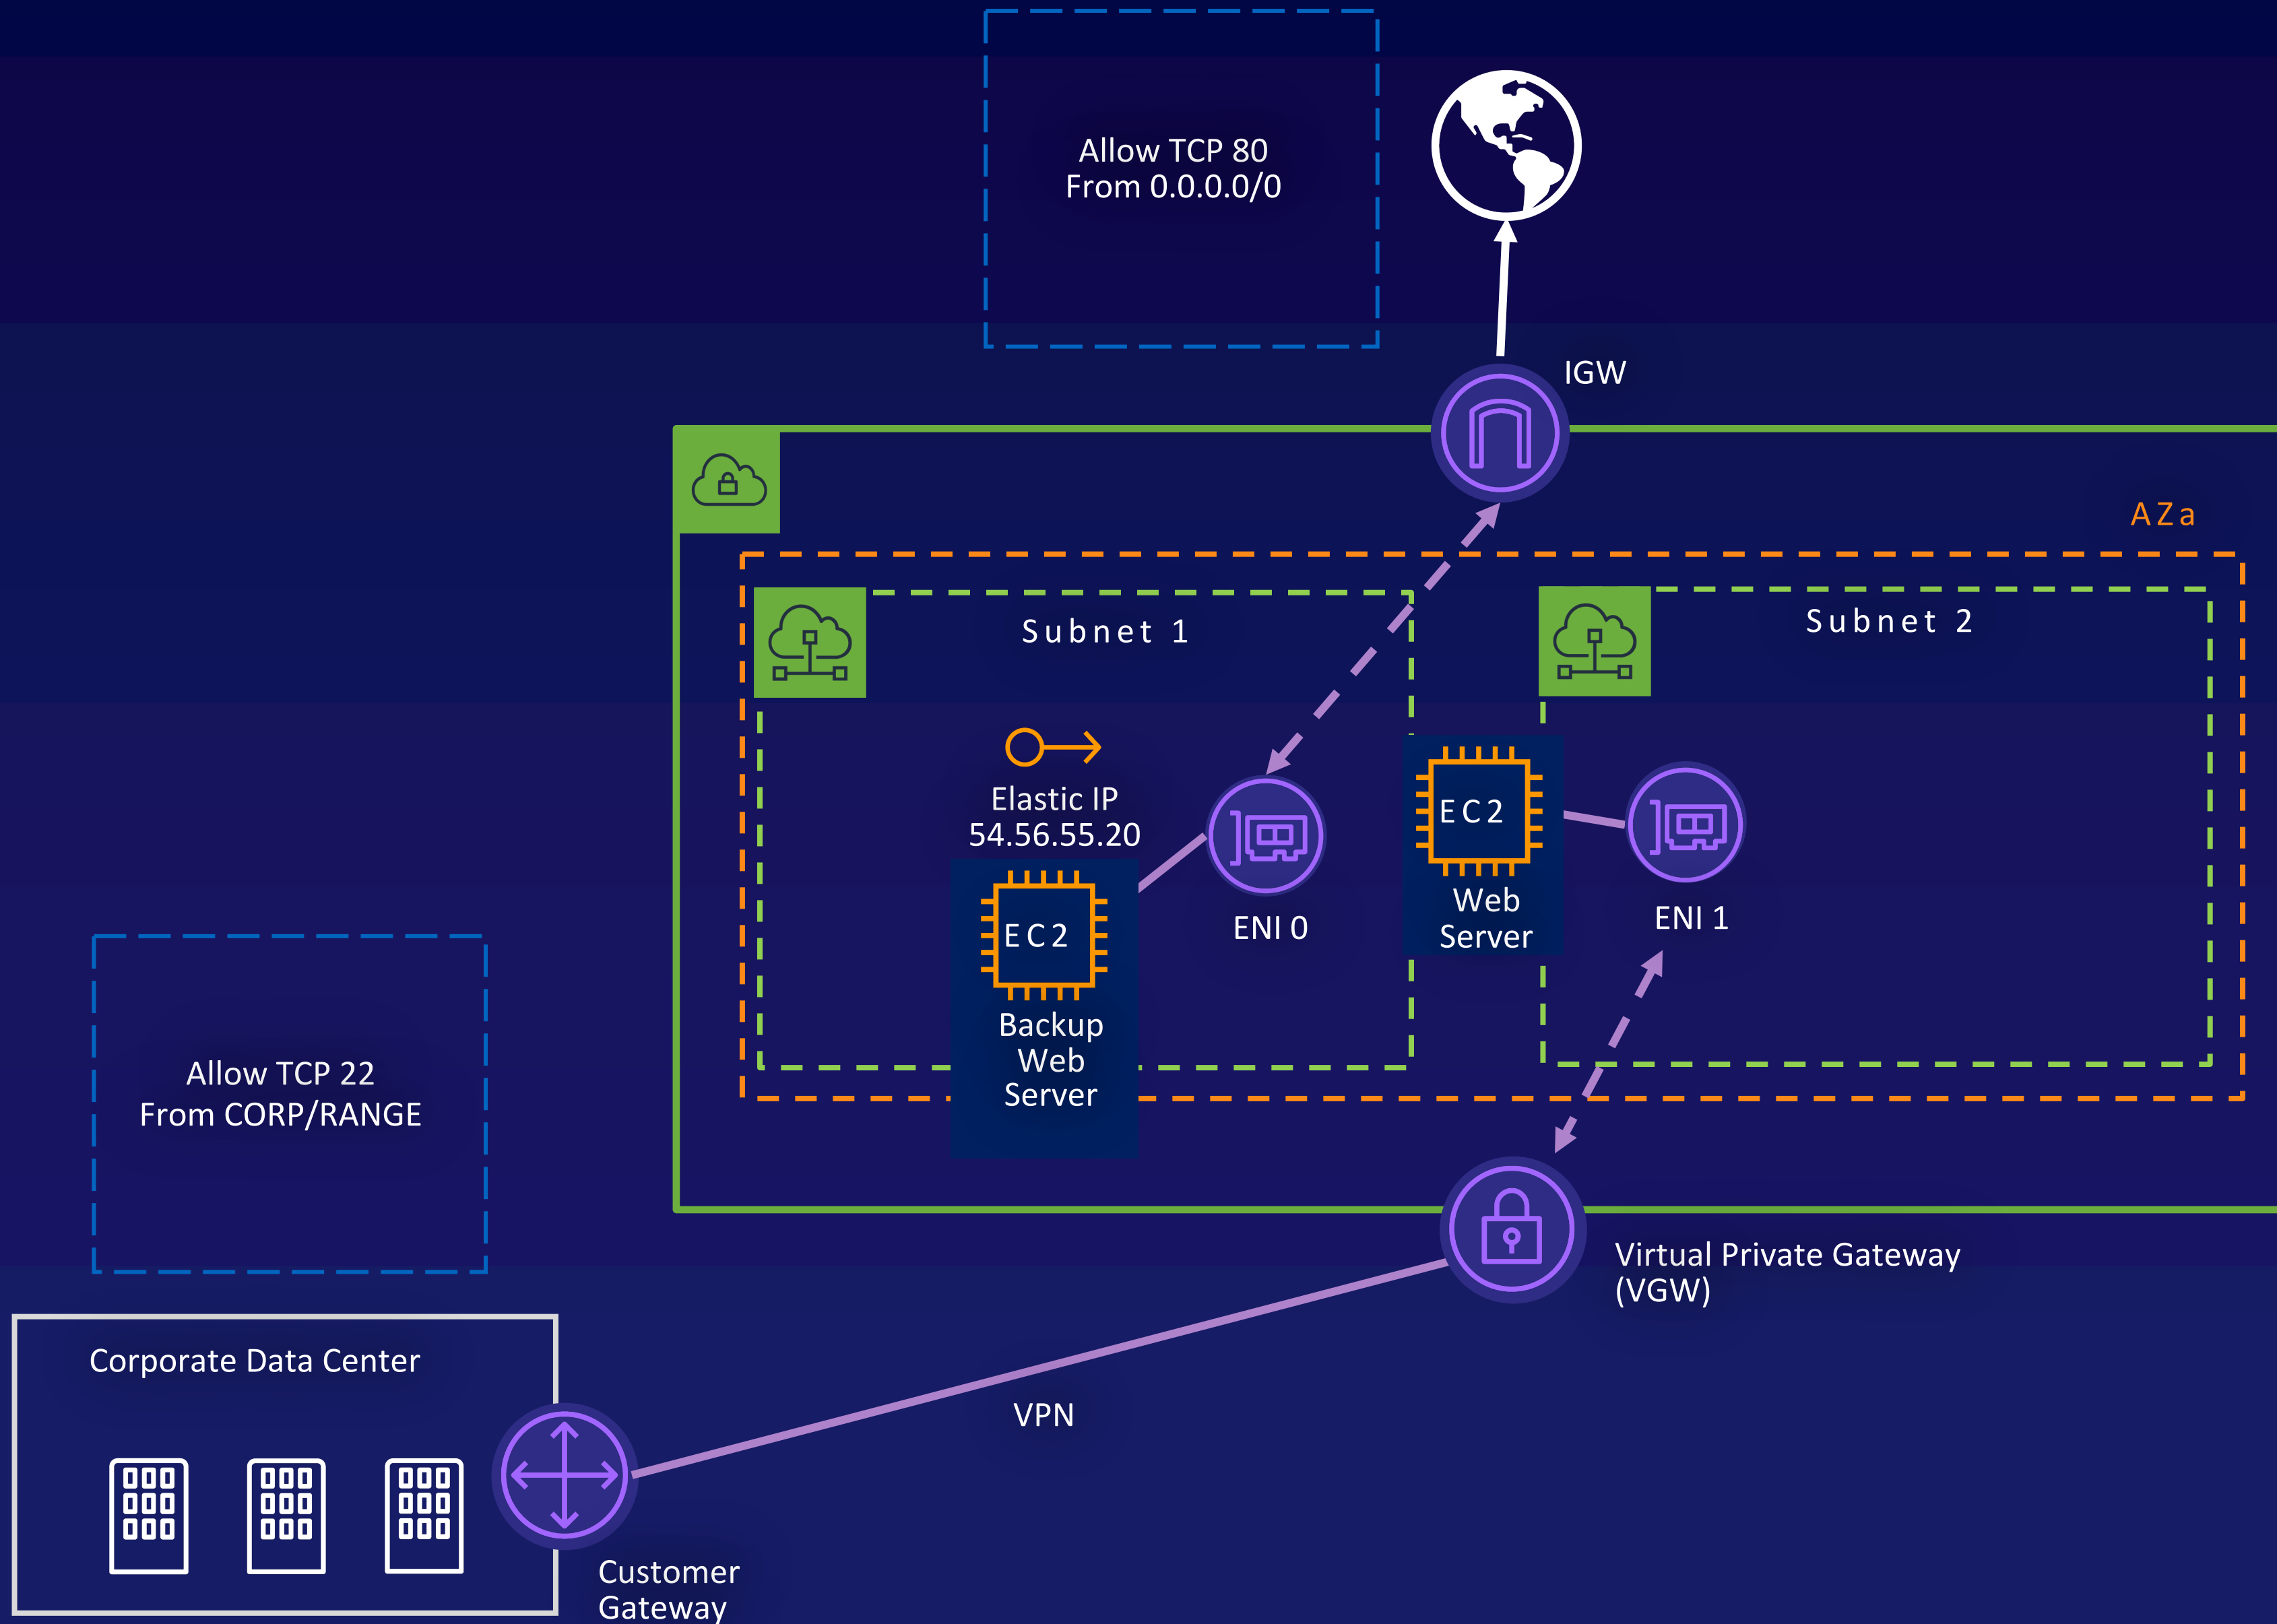 Allow TCP 80
From 0.0.0.0/0
IGW
AZa
Subnet 1
Subnet 2
Elastic IP
54.56.55.20
EC2
Web
Server
ENI 0
ENI 1
EC2
Backup
Web
Server
Allow TCP 22
From CORP/RANGE
Virtual Private Gateway
(VGW)
Corporate Data Center
VPN
Customer
Gateway